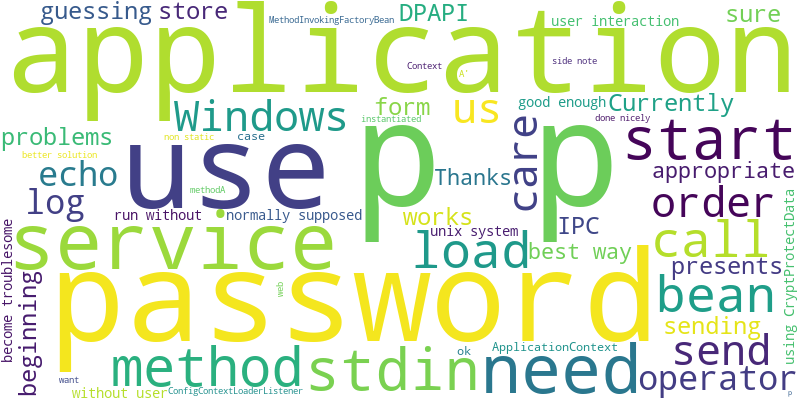 guessing store MethodInvokingFactoryBean DPAPI user interaction sure
application
Context A' side note
Windows form us good enough Currently
problems non static case instantiated done nicely start
better solution
use p p care
echo methodA Thanks appropriate
log run without normally supposed works IPC order
service unix system call
load best way presents
become troublesome beginning password web bean using CryptProtectData
sending
method stdin need send
ok ApplicationContext
want without user ConfigContextLoaderListener operator
P